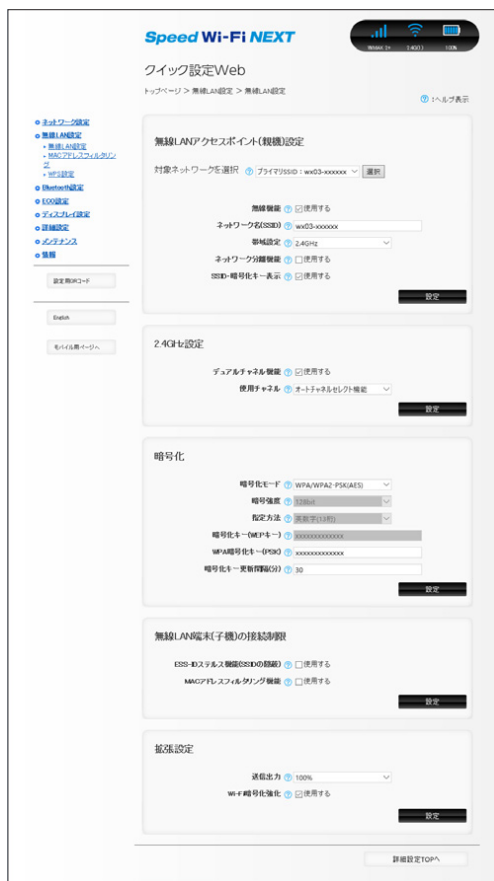 Speed Wi-Fi NEXT
WiMAX 2+ 2.4G(1) 100%
クイック設定Web
トップページ > 無線LAN設定 > 無線LAN設定
? :ヘルプ表示
ネットワーク設定
無線LAN設定
- 無線LAN設定
- MACアドレスフィルタリン
グ
- WPS設定
Bluetooth設定
ECO設定
ディスプレイ設定
詳細設定
メンテナンス
情報
設定用QRコード
English
モバイル用ページへ
無線LANアクセスポイント(親機)設定
対象ネットワークを選択 ? プライマリSSID : wx03-xxxxxx 選択
無線機能 ? 使用する
ネットワーク名(SSID) ? wx03-xxxxxx
帯域設定 ? 2.4GHz
ネットワーク分離機能 ? 使用する
SSID・暗号化キー表示 ? 使用する
設定
2.4GHz設定
デュアルチャネル機能 ? 使用する
使用チャネル ? オートチャネルセレクト機能
設定
暗号化
暗号化モード ? WPA/WPA2-PSK(AES)
暗号強度 ? 128bit
指定方法 ? 英数字(13桁)
暗号化キー(WEPキー) ? xxxxxxxxxxxxx
WPA暗号化キー(PSK) ? xxxxxxxxxxxxx
暗号化キー更新間隔(分) ? 30
設定
無線LAN端末(子機)の接続制限
ESS-IDステルス機能(SSIDの隠蔽) ? 使用する
MACアドレスフィルタリング機能 ? 使用する
設定
拡張設定
送信出力 ? 100%
Wi-Fi暗号化強化 ? 使用する
設定
詳細設定TOPへ